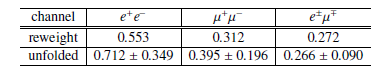 channel e⁺e⁻ μ⁺μ⁻ e±μ∓
reweight 0.553 0.312 0.272
unfolded 0.712 ± 0.349 0.395 ± 0.196 0.266 ± 0.090